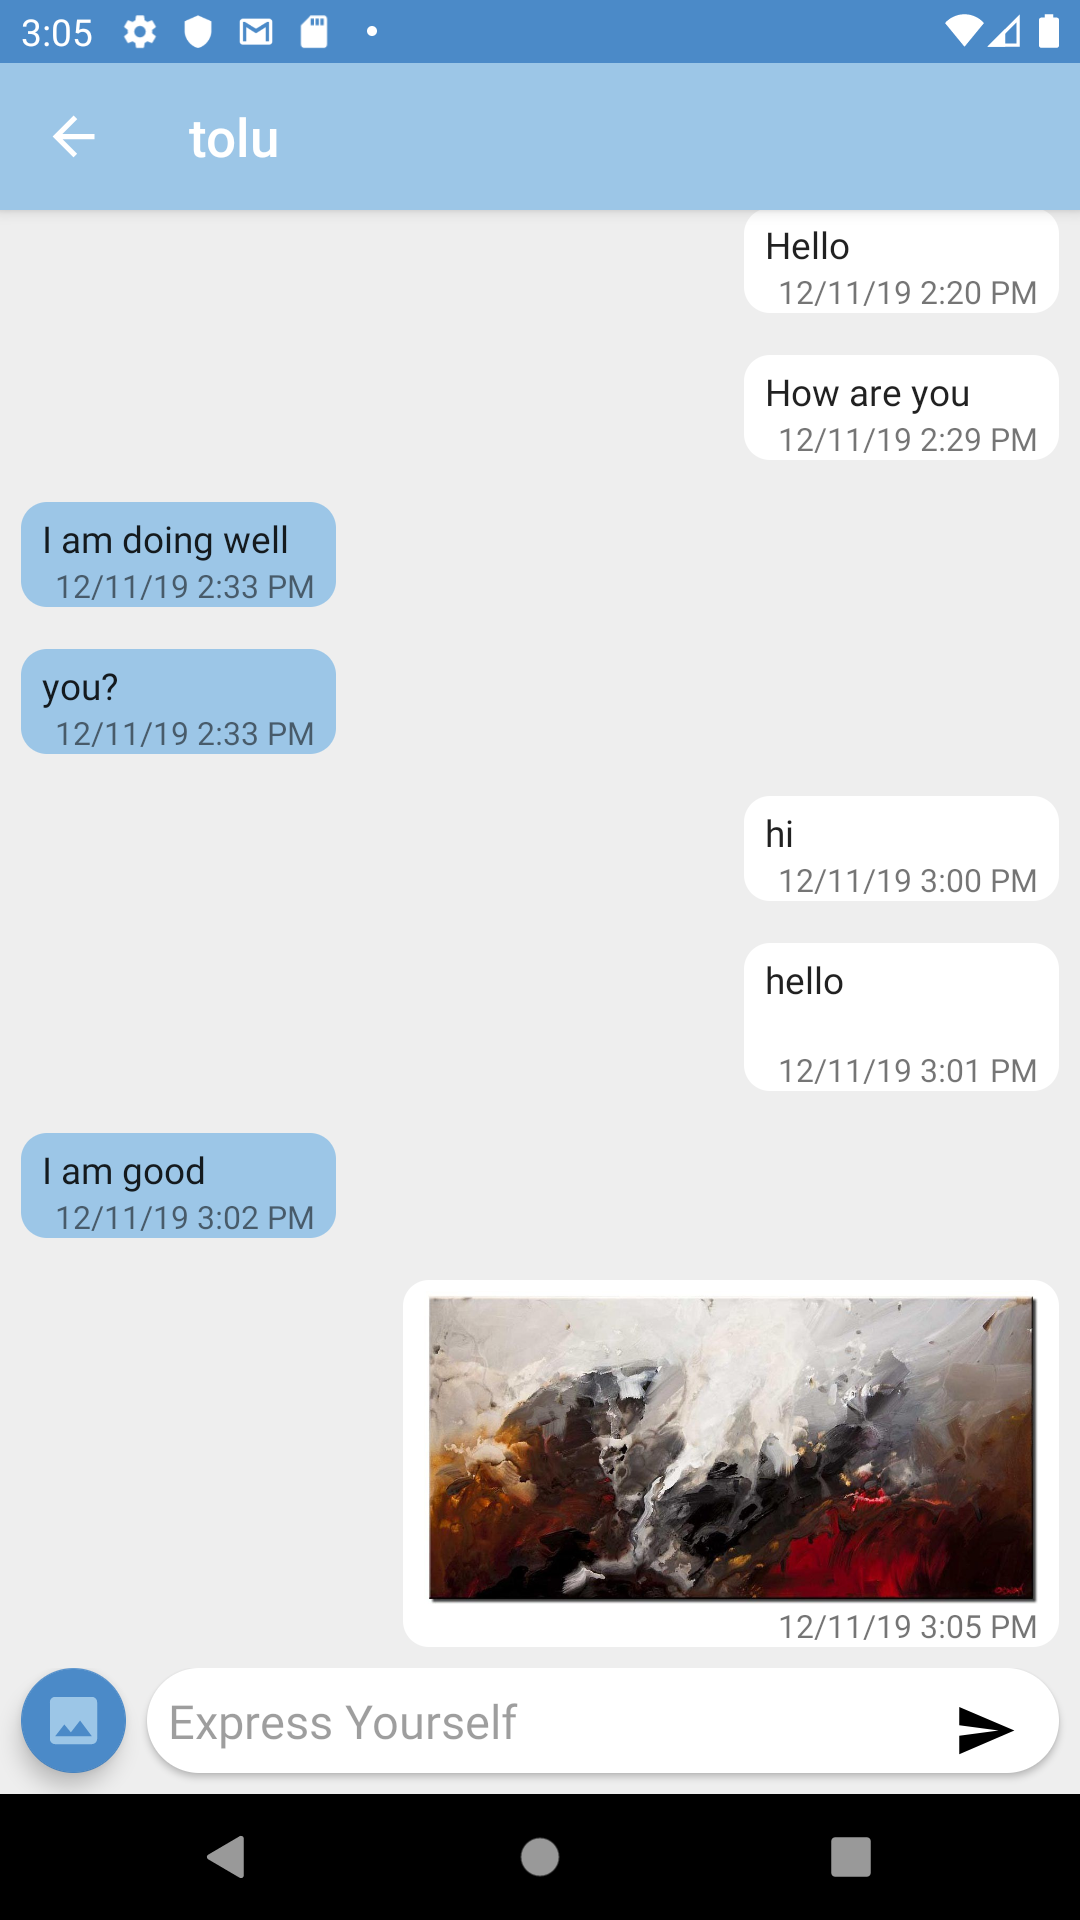 3:05
tolu
Hello
12/11/19 2:20 PM
How are you
12/11/19 2:29 PM
I am doing well
12/11/19 2:33 PM
you?
12/11/19 2:33 PM
hi
12/11/19 3:00 PM
hello
12/11/19 3:01 PM
I am good
12/11/19 3:02 PM
12/11/19 3:05 PM
Express Yourself